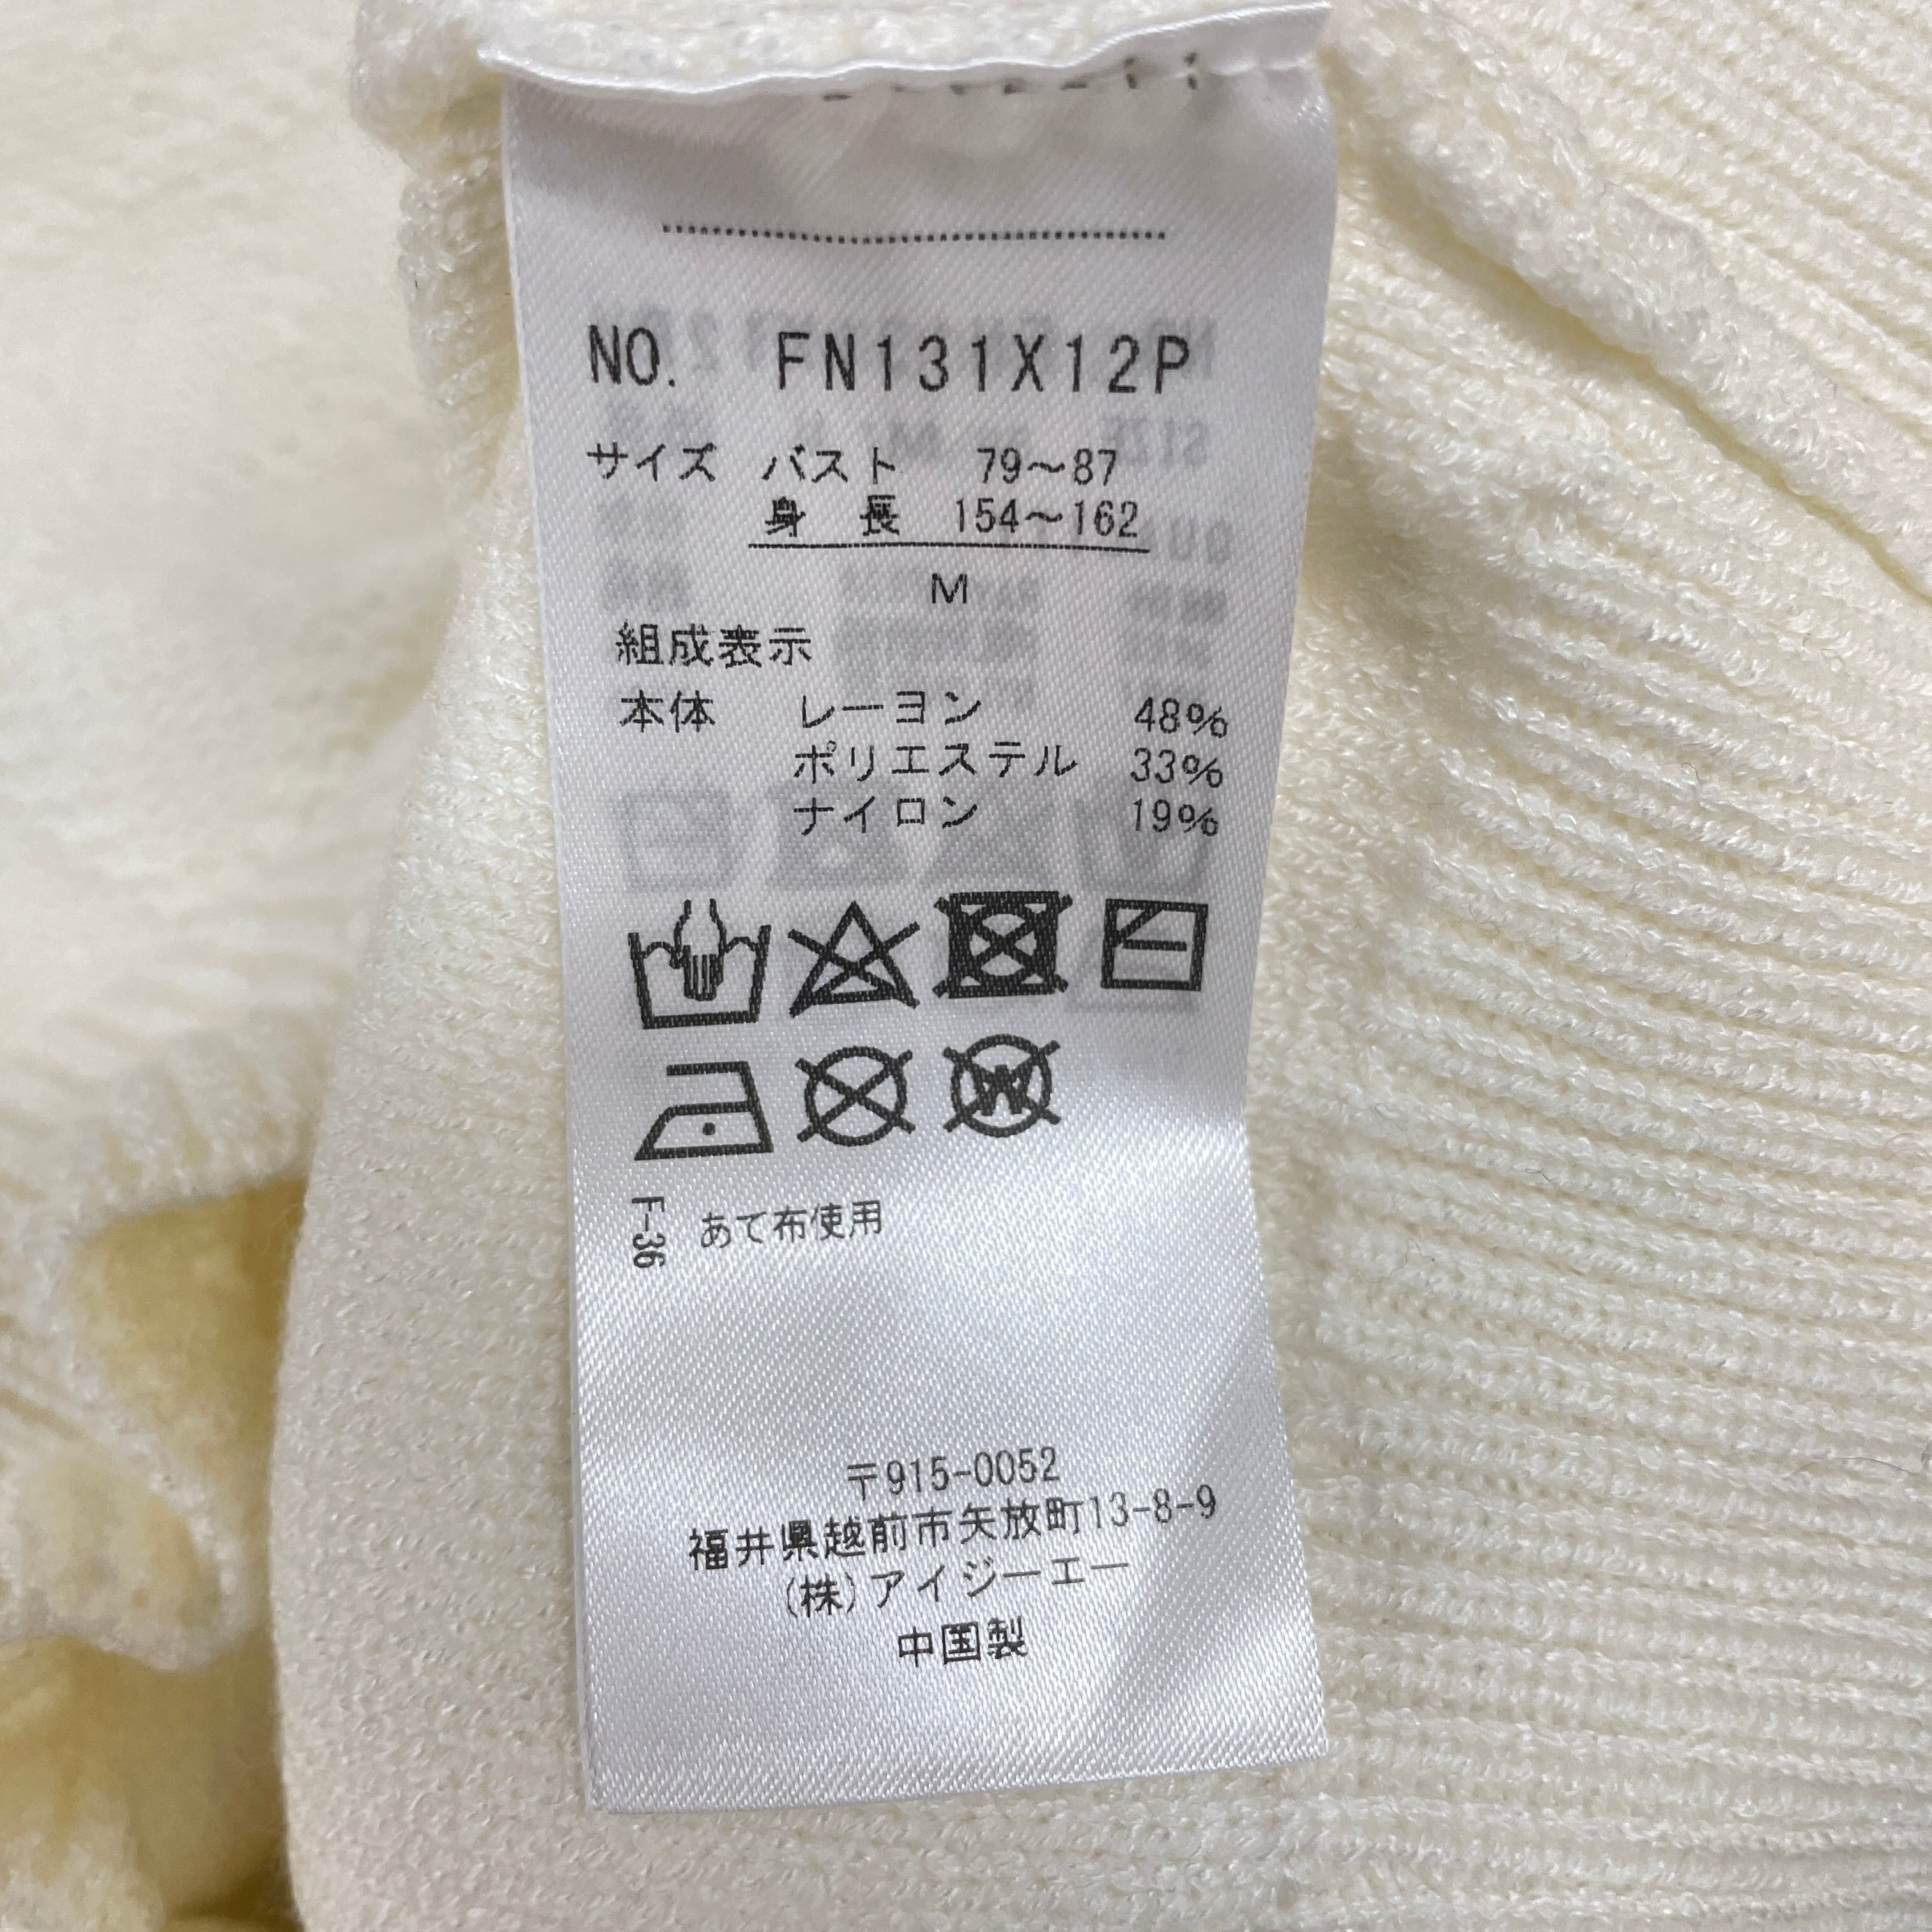 NO. FN131X12P
サイズ バスト 79～87
身 長 154～162
M
組成表示
本体 レーヨン 48%
ポリエステル 33%
ナイロン 19%
W
F-36 あて布使用
〒915-0052
福井県越前市矢放町13-8-9
(株)アイジーエー
中国製